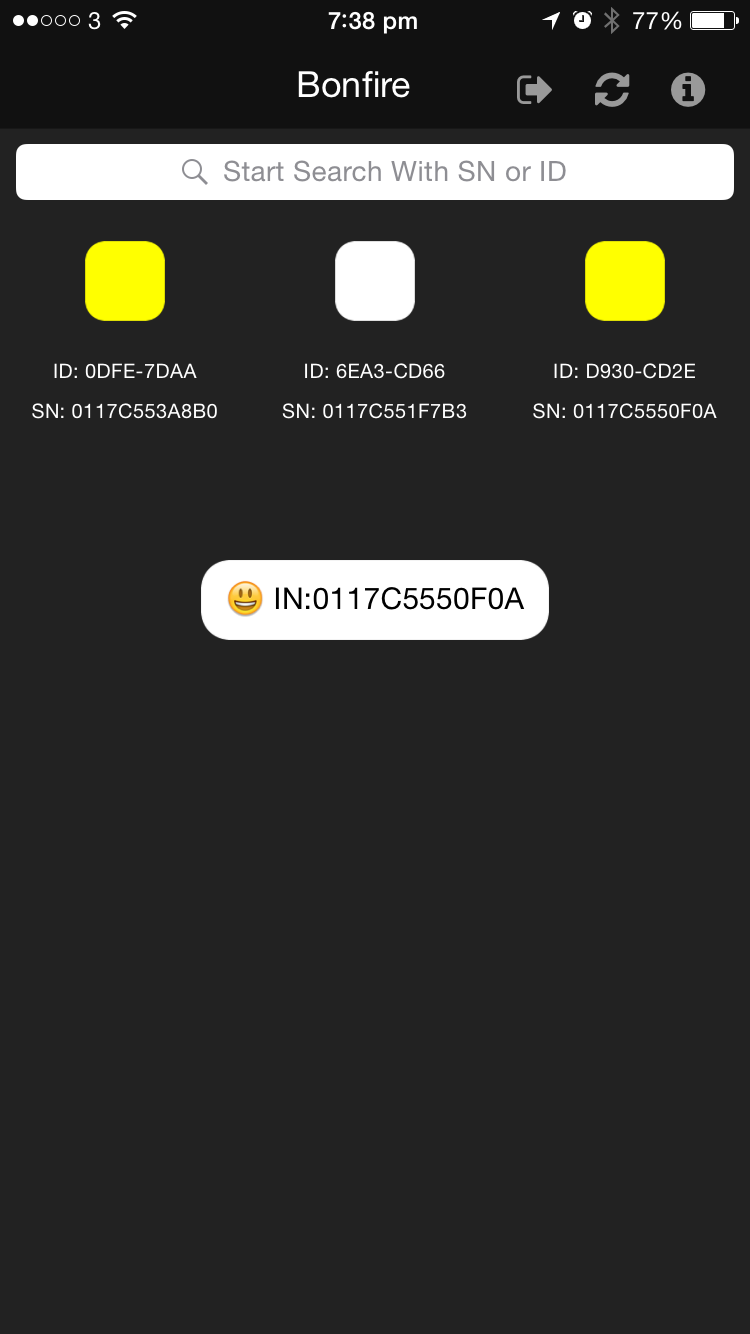 3 7:38 pm 77%
Bonfire
Start Search With SN or ID
ID: 0DFE-7DAA ID: 6EA3-CD66 ID: D930-CD2E
SN: 0117C553A8B0 SN: 0117C551F7B3 SN: 0117C5550F0A
😃 IN:0117C5550F0A